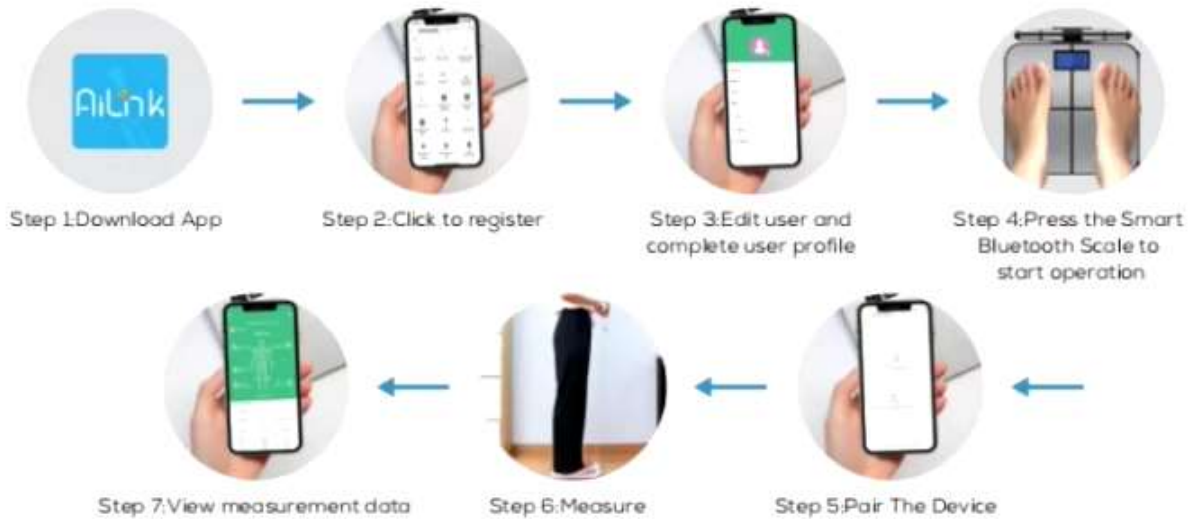 AiLink
Step 1:Download App
Step 2:Click to register
Step 3:Edit user and
complete user profile
Step 4:Press the Smart
Bluetooth Scale to
start operation
Step 7:View measurement data
Step 6:Measure
Step 5:Pair The Device